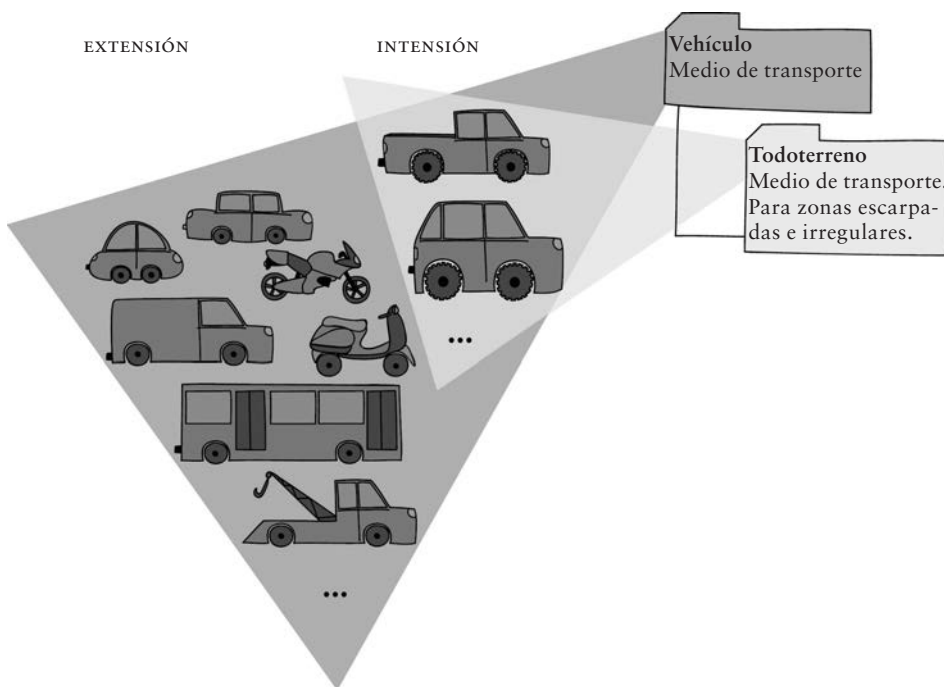 EXTENSIÓN
INTENSIÓN
Vehículo
Medio de transporte
Todoterreno
Medio de transporte.
Para zonas escarpa-
das e irregulares.
...
...